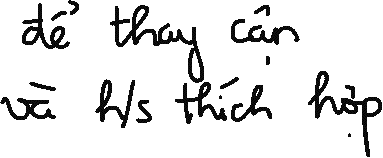 để thay cận
và h/s thích hợp